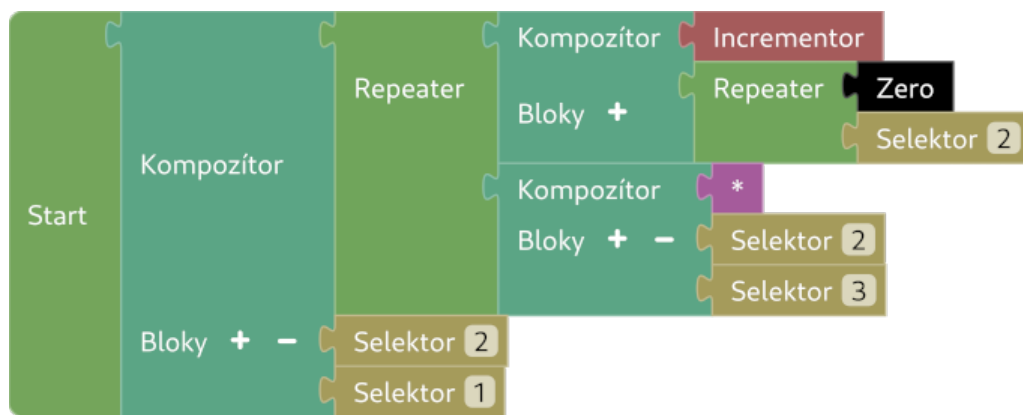 Kompozítor Incrementor
Repeater Repeater Zero
Bloky +
Selektor 2
Kompozítor
Kompozítor *
Start
Bloky + - Selektor 2
Selektor 3
Bloky + - Selektor 2
Selektor 1